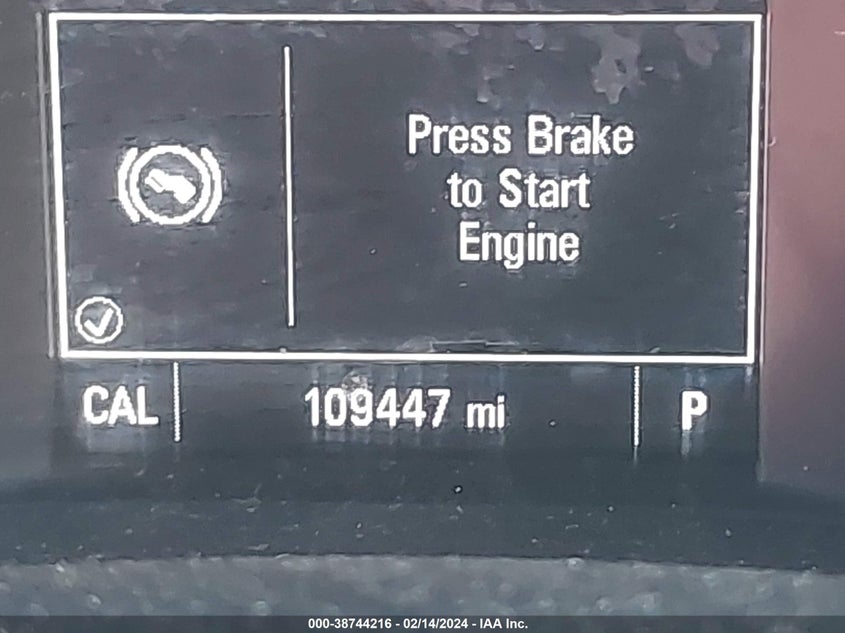 Press Brake
to Start
Engine
CAL 109447 mi P
000-38744216 - 02/14/2024 - IAA Inc.